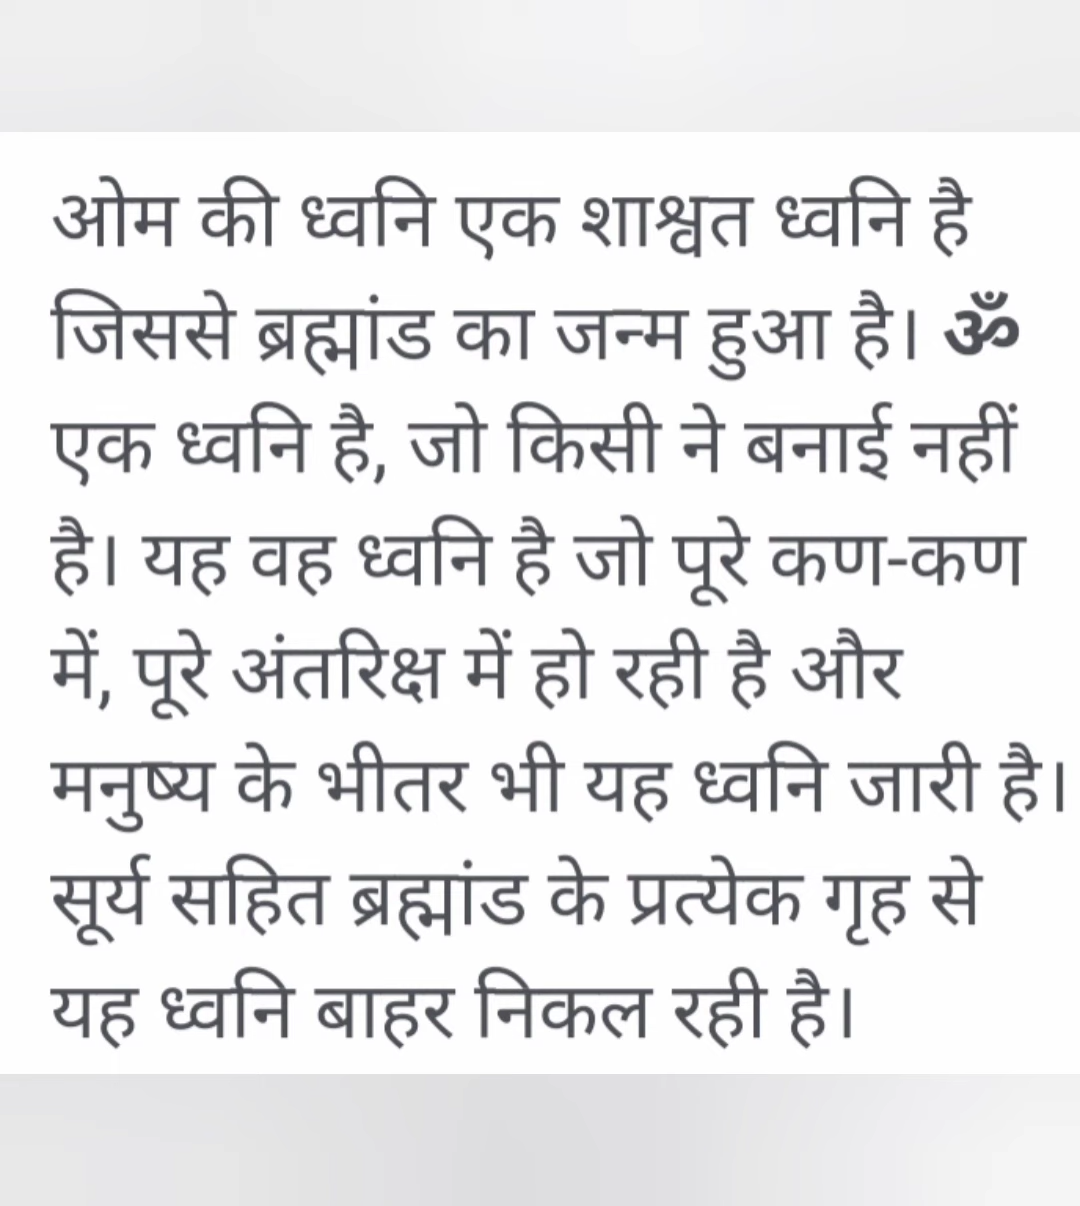 ओम की ध्वनि एक शाश्वत ध्वनि है
जिससे ब्रह्मांड का जन्म हुआ है। ॐ
एक ध्वनि है, जो किसी ने बनाई नहीं
है। यह वह ध्वनि है जो पूरे कण-कण
में, पूरे अंतरिक्ष में हो रही है और
मनुष्य के भीतर भी यह ध्वनि जारी है।
सूर्य सहित ब्रह्मांड के प्रत्येक गृह से
यह ध्वनि बाहर निकल रही है।